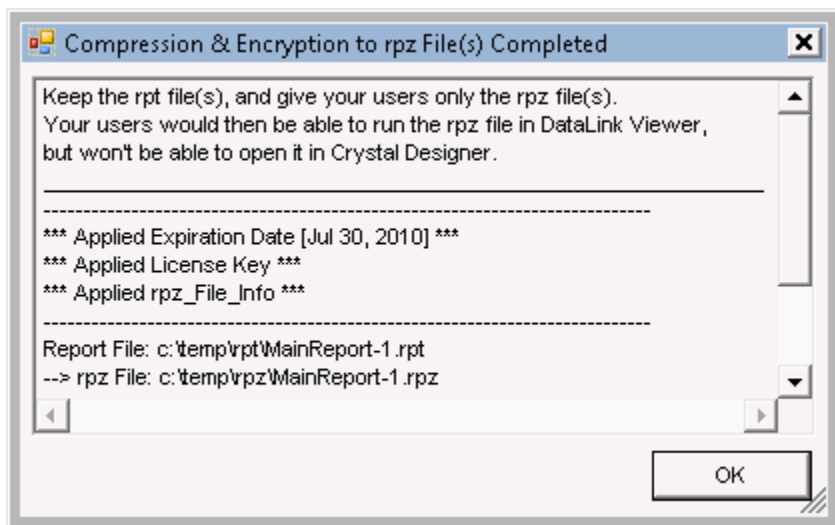 Compression & Encryption to rpz File(s) Completed
Keep the rpt file(s), and give your users only the rpz file(s).
Your users would then be able to run the rpz file in DataLink Viewer,
but won't be able to open it in Crystal Designer.
---------------------------------------------------------------------------
*** Applied Expiration Date [Jul 30, 2010] ***
*** Applied License Key ***
*** Applied rpz_File_Info ***
---------------------------------------------------------------------------
Report File: c:\temp\rpt\MainReport-1.rpt
--> rpz File: c:\temp\rpz\MainReport-1.rpz
OK